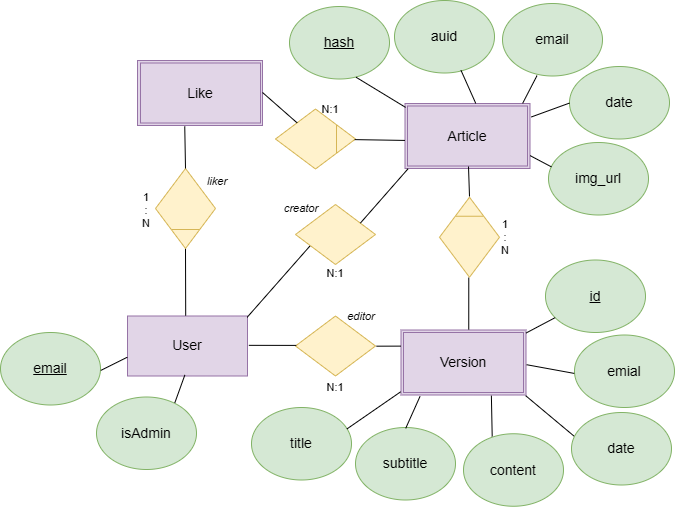 hash
auid
email
Like
date
N:1
Article
img_url
liker
1
:
N
creator
1
:
N
N:1
id
editor
User
Version
email
emial
N:1
isAdmin
title
date
subtitle
content